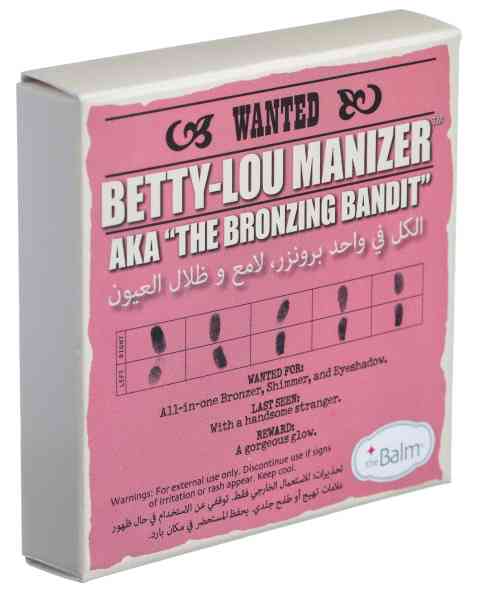 WANTED
BETTY-LOU MANIZER™
AKA "THE BRONZING BANDIT"
الكل في واحد برونزر، لامع و ظلال العيون
RIGHT
LEFT
WANTED FOR:
All-in-one Bronzer, Shimmer, and Eyeshadow.
LAST SEEN:
With a handsome stranger.
REWARD:
A gorgeous glow.
theBalm®
Warnings: For external use only. Discontinue use if signs
of irritation or rash appear. Keep cool.
تحذيرات: للاستعمال الخارجي فقط. توقفي عن الاستخدام في حال ظهور
علامات تهيج أو طفح جلدي. يحفظ المستحضر في مكان بارد.